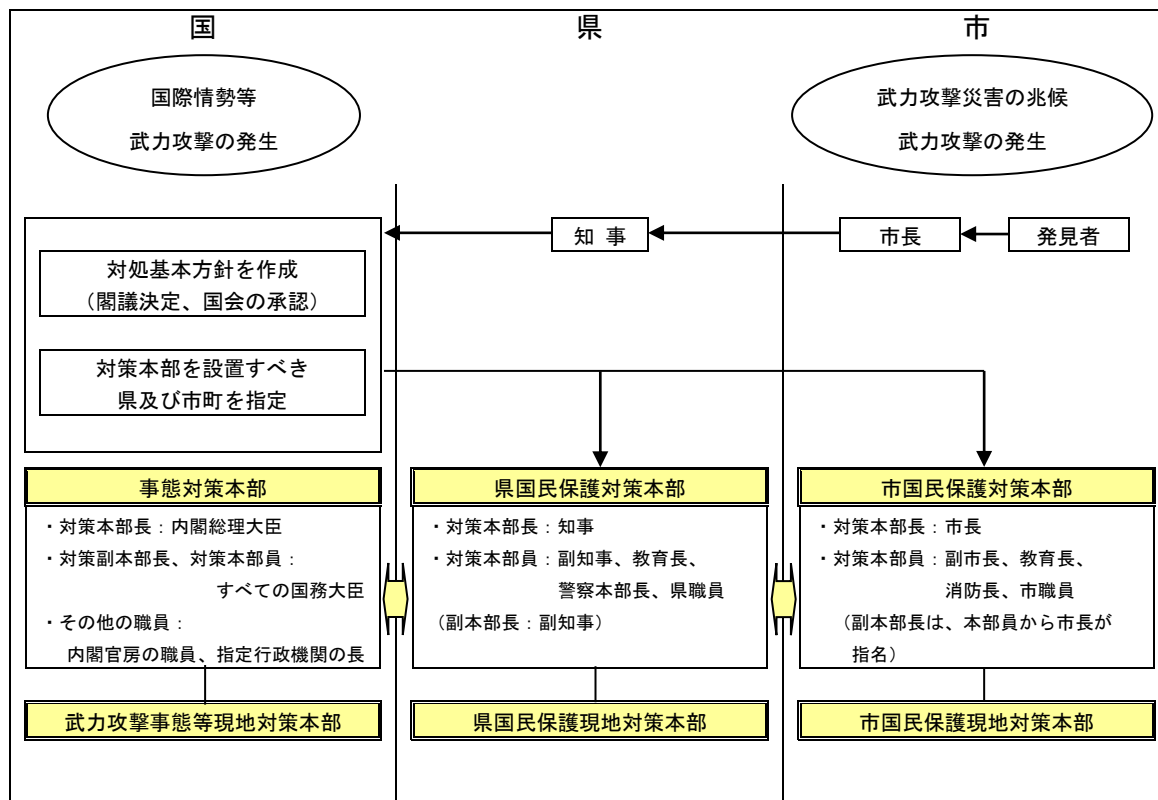 国
県
市
国際情勢等
武力攻撃の発生
武力攻撃災害の兆候
武力攻撃の発生
知 事
市長
発見者
対処基本方針を作成
（閣議決定、国会の承認）
対策本部を設置すべき
県及び市町を指定
事態対策本部
・対策本部長：内閣総理大臣
・対策副本部長、対策本部員：
すべての国務大臣
・その他の職員：
内閣官房の職員、指定行政機関の長
武力攻撃事態等現地対策本部
県国民保護対策本部
・対策本部長：知事
・対策本部員：副知事、教育長、
警察本部長、県職員
（副本部長：副知事）
県国民保護現地対策本部
市国民保護対策本部
・対策本部長：市長
・対策本部員：副市長、教育長、
消防長、市職員
（副本部長は、本部員から市長が
指名）
市国民保護現地対策本部